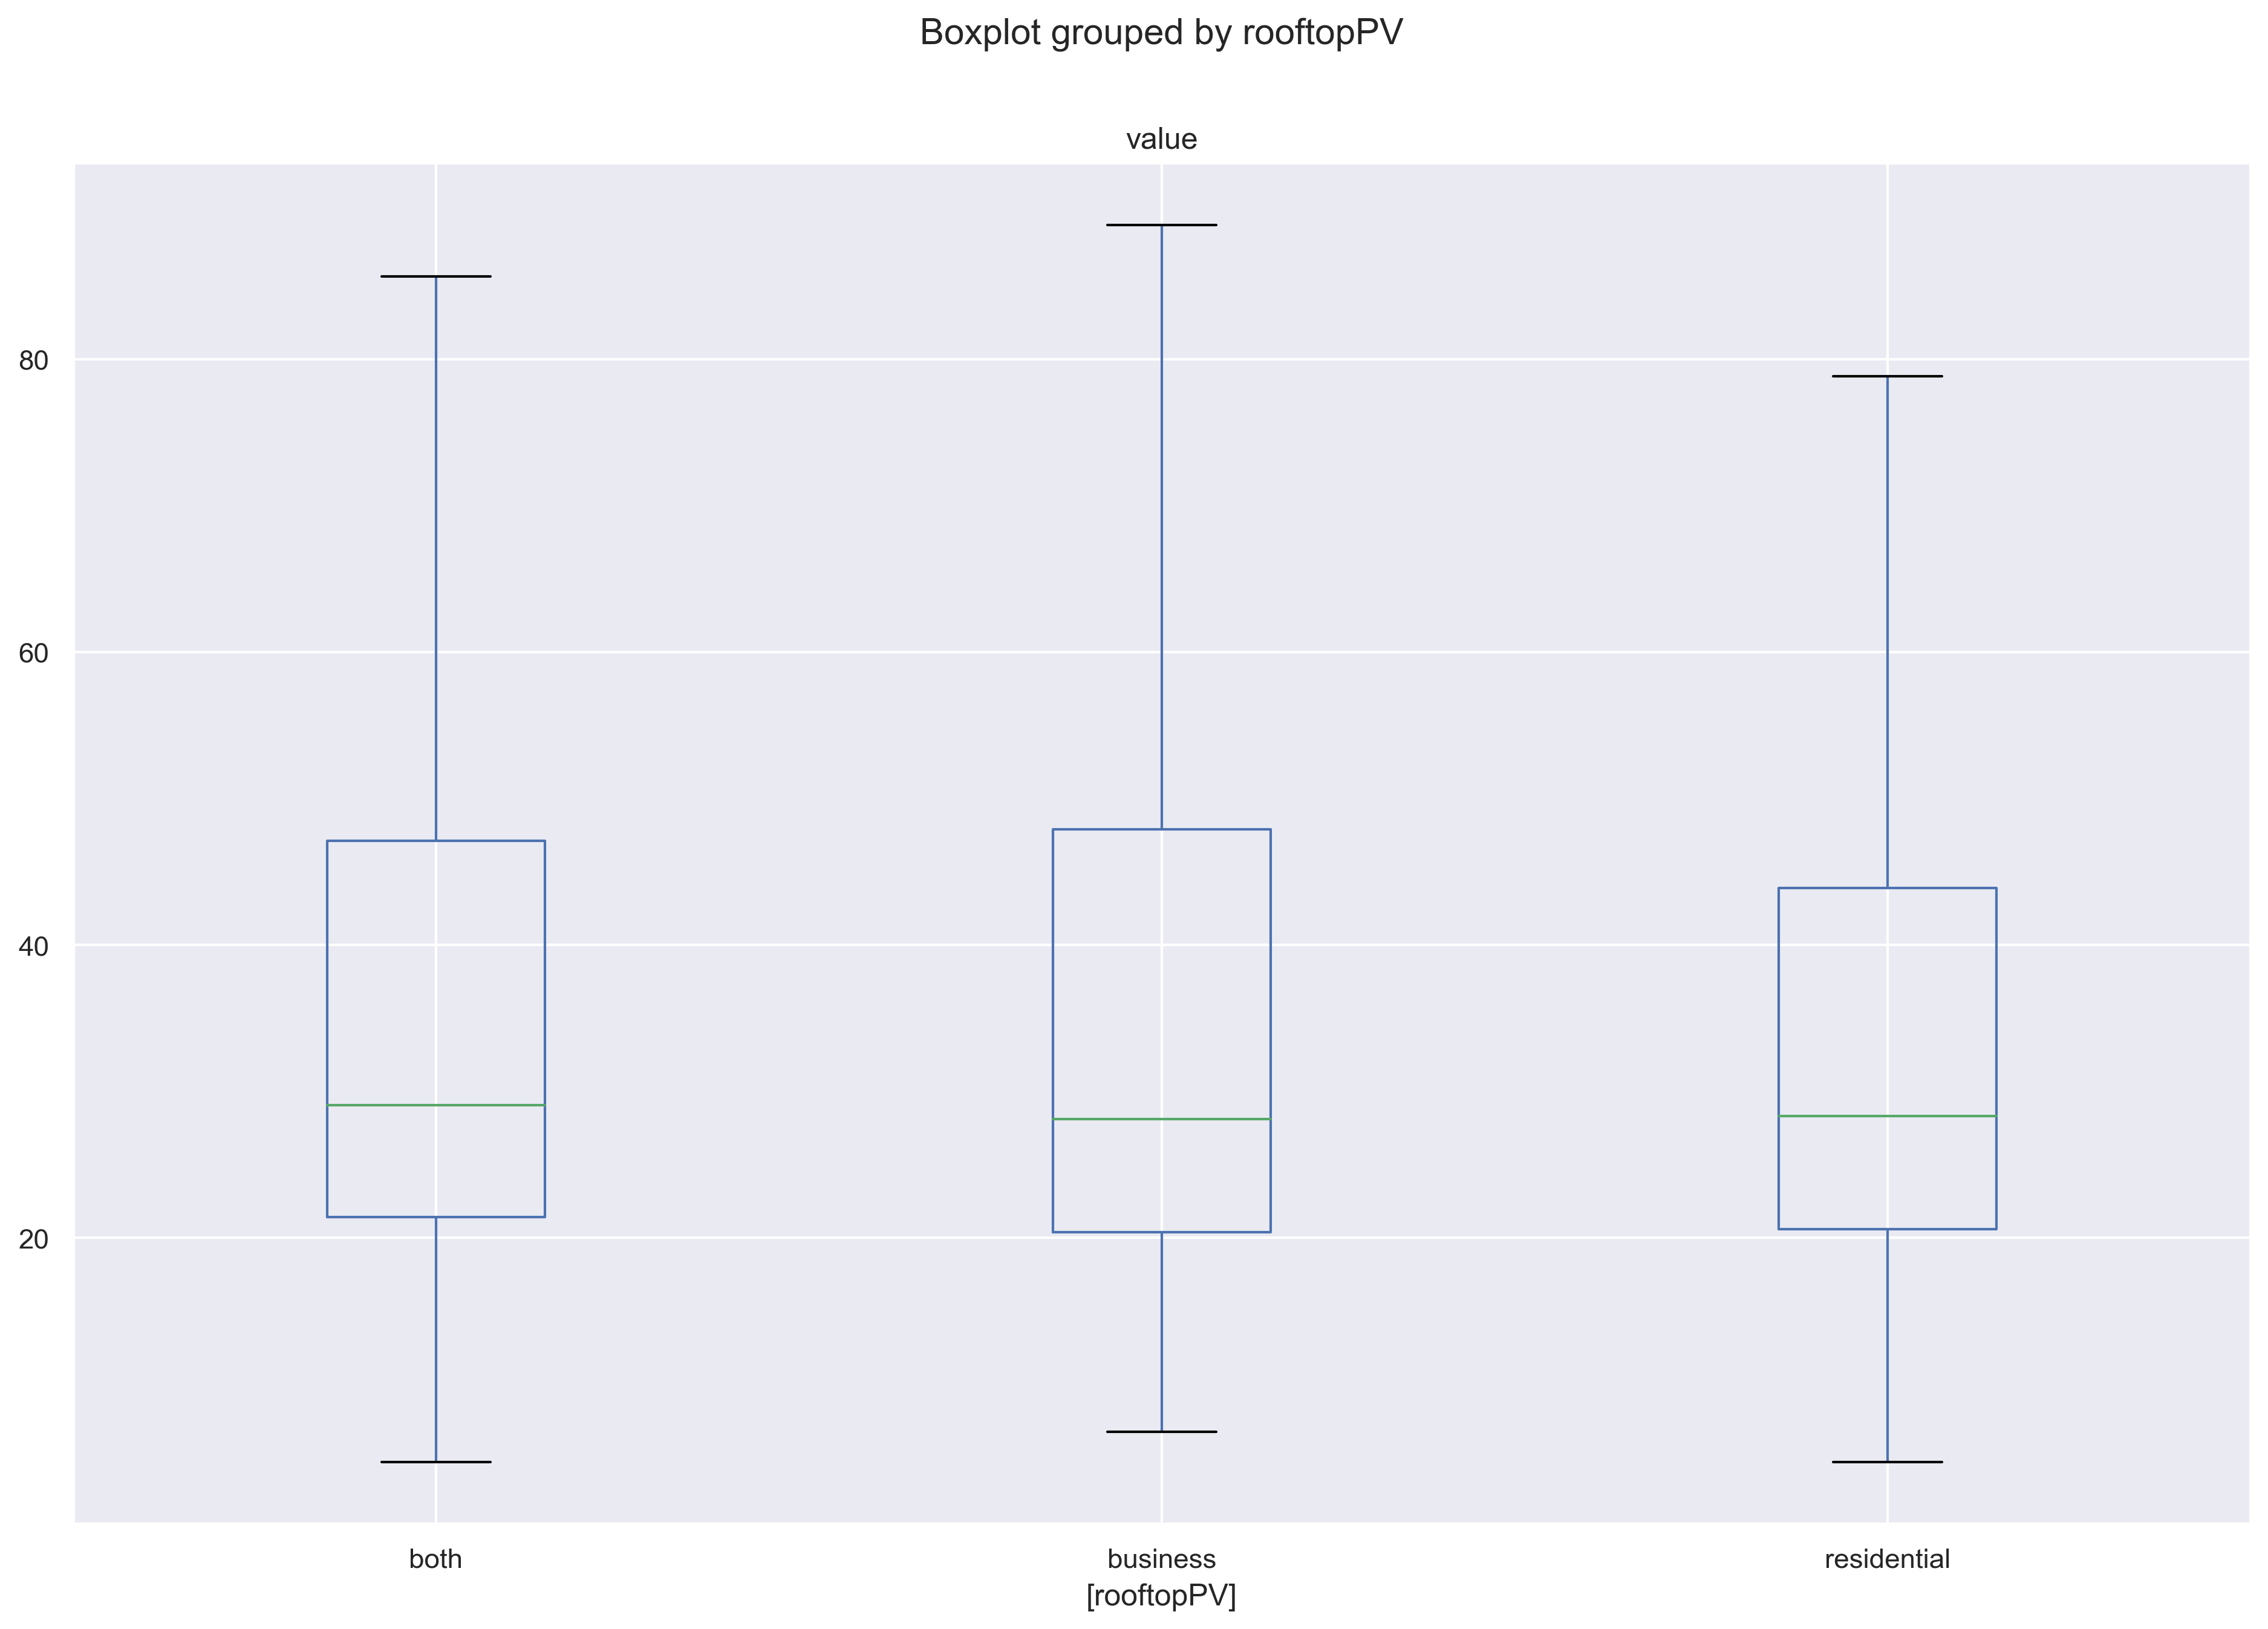 Boxplot grouped by rooftopPV
value
80
60
40
20
both business residential
[rooftopPV]